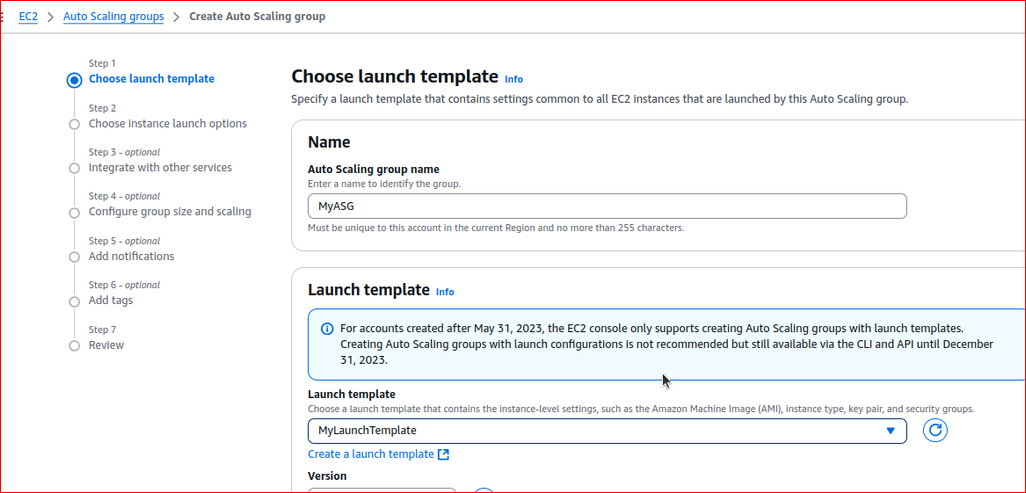 EC2 > Auto Scaling groups > Create Auto Scaling group
Step 1
Choose launch template
Step 2
Choose instance launch options
Step 3 - optional
Integrate with other services
Step 4 - optional
Configure group size and scaling
Step 5 - optional
Add notifications
Step 6 - optional
Add tags
Step 7
Review
Choose launch template Info
Specify a launch template that contains settings common to all EC2 instances that are launched by this Auto Scaling group.
Name
Auto Scaling group name
Enter a name to identify the group.
MyASG
Must be unique to this account in the current Region and no more than 255 characters.
Launch template Info
For accounts created after May 31, 2023, the EC2 console only supports creating Auto Scaling groups with launch templates.
Creating Auto Scaling groups with launch configurations is not recommended but still available via the CLI and API until December
31, 2023.
Launch template
Choose a launch template that contains the instance-level settings, such as the Amazon Machine Image (AMI), instance type, key pair, and security groups.
MyLaunchTemplate
Create a launch template
Version